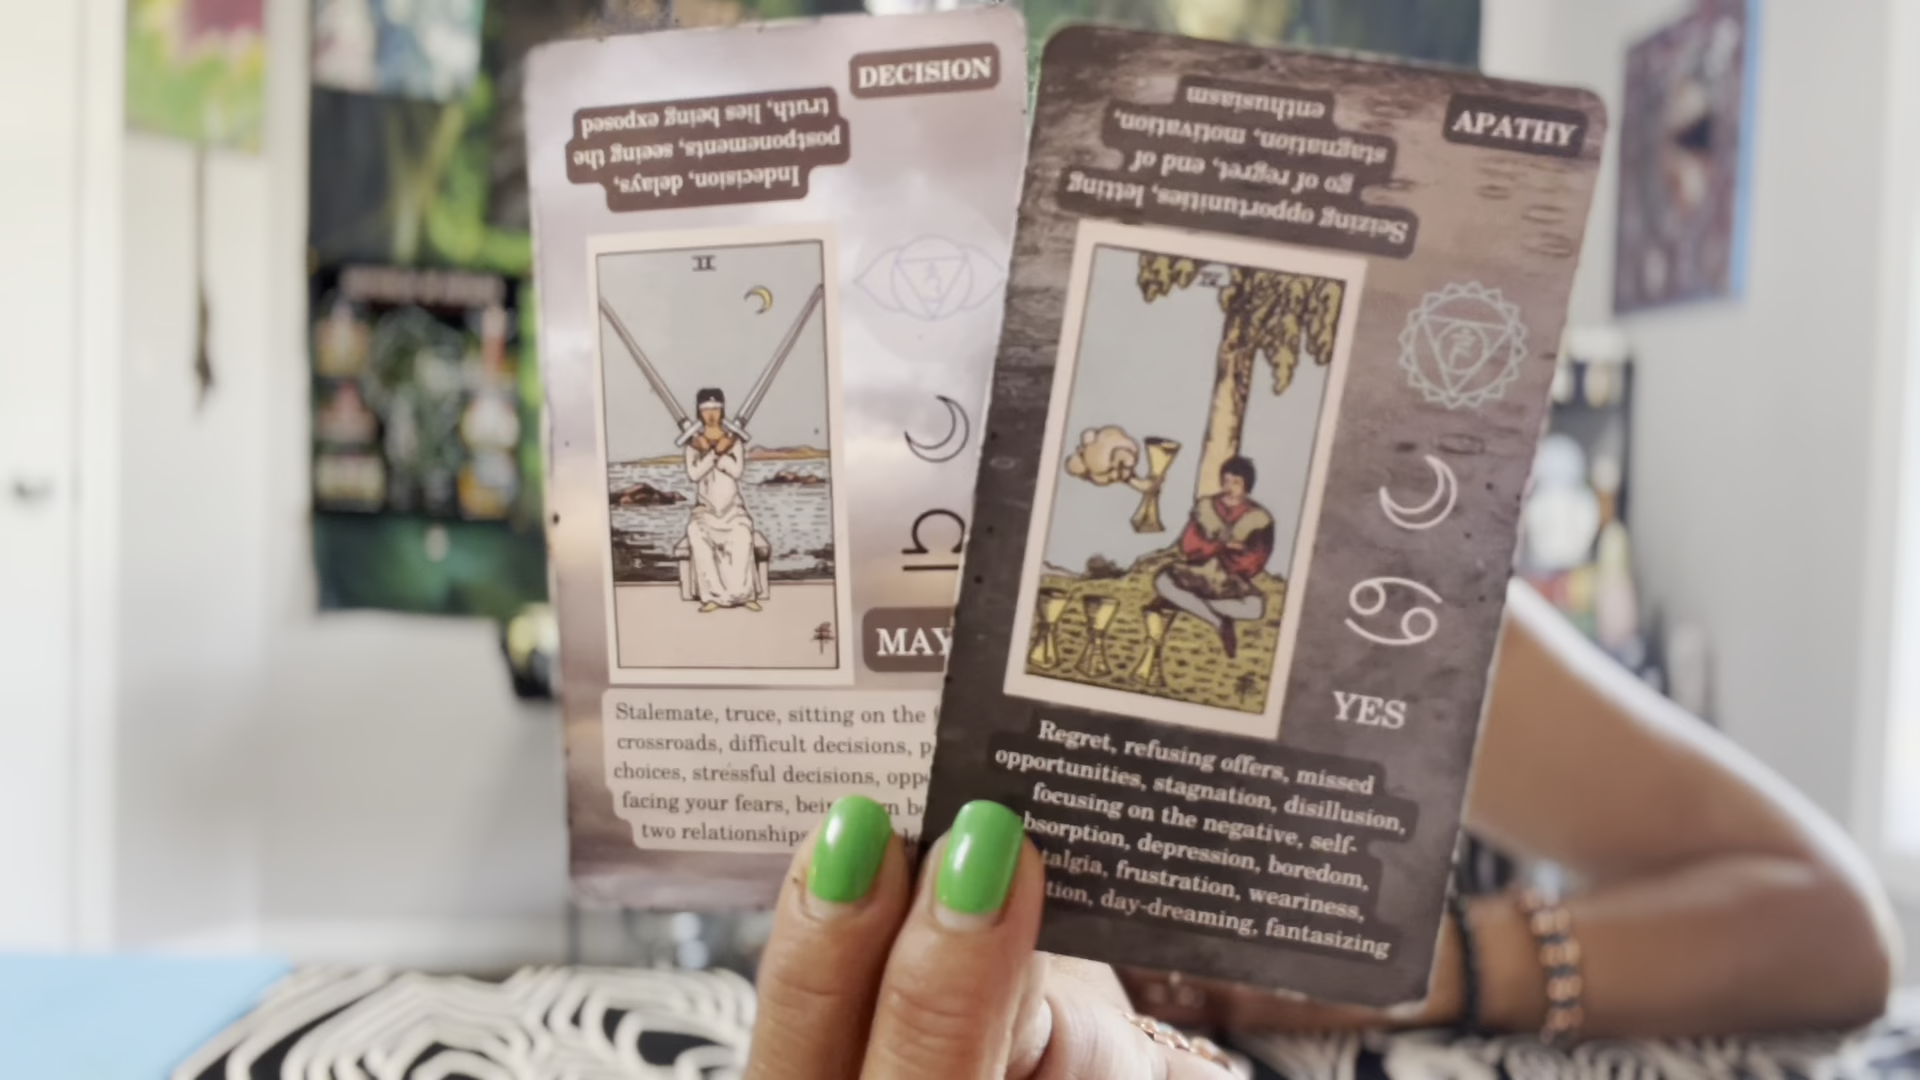 DECISION
Indecision, delays,
postponements, seeing the
truth, lies being exposed
II
MAY
Stalemate, truce, sitting on the
crossroads, difficult decisions, p
choices, stressful decisions, opp
facing your fears,
two relationships
APATHY
Seizing opportunities, letting
go of regret, end of
stagnation, motivation,
enthusiasm
YES
Regret, refusing offers, missed
opportunities, stagnation, disillusion,
focusing on the negative, self-
bsorption, depression, boredom,
talgia, frustration, weariness,
tion, day-dreaming, fantasizing